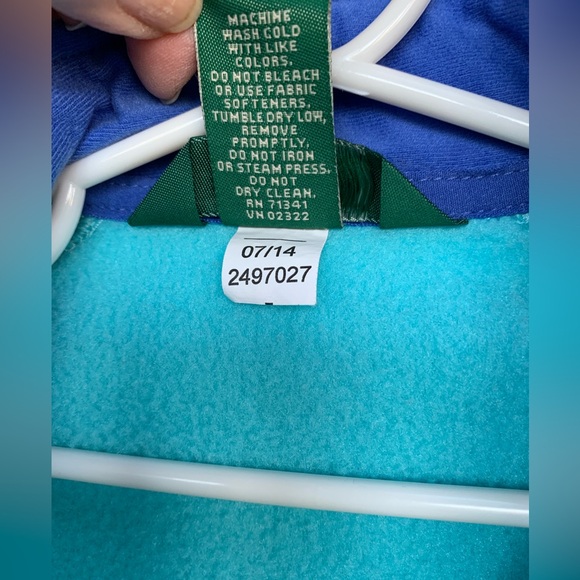 MACHINE
WASH COLD
WITH LIKE
COLORS.
DO NOT BLEACH
OR USE FABRIC
SOFTENERS.
TUMBLE DRY LOW,
REMOVE
PROMPTLY.
DO NOT IRON
OR STEAM PRESS.
DO NOT
DRY CLEAN.
RN 71341
VN 02322
07/14
2497027